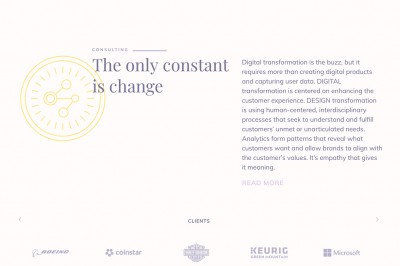 CONSULTING
The only constant
is change
Digital transformation is the buzz, but it
requires more than creating digital products
and capturing user data. DIGITAL
transformation is centered on enhancing the
customer experience. DESIGN transformation
is using human-centered, interdisciplinary
processes that seek to understand and fulfill
customers' unmet or unarticulated needs.
Analytics form patterns that reveal what
customers want and allow brands to align with
the customer's values. It's empathy that gives
it meaning.
READ MORE
CLIENTS
coinstar
KEURIG
GREEN MOUNTAIN
Microsoft